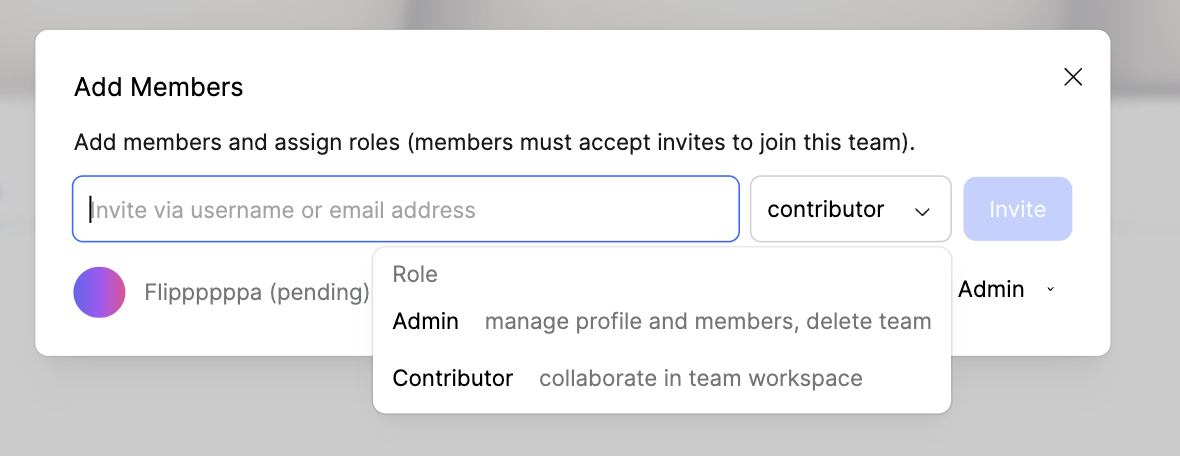 Add Members
Add members and assign roles (members must accept invites to join this team).
Invite via username or email address
contributor
Invite
Flippppppa (pending)
Admin
Role
Admin manage profile and members, delete team
Contributor collaborate in team workspace